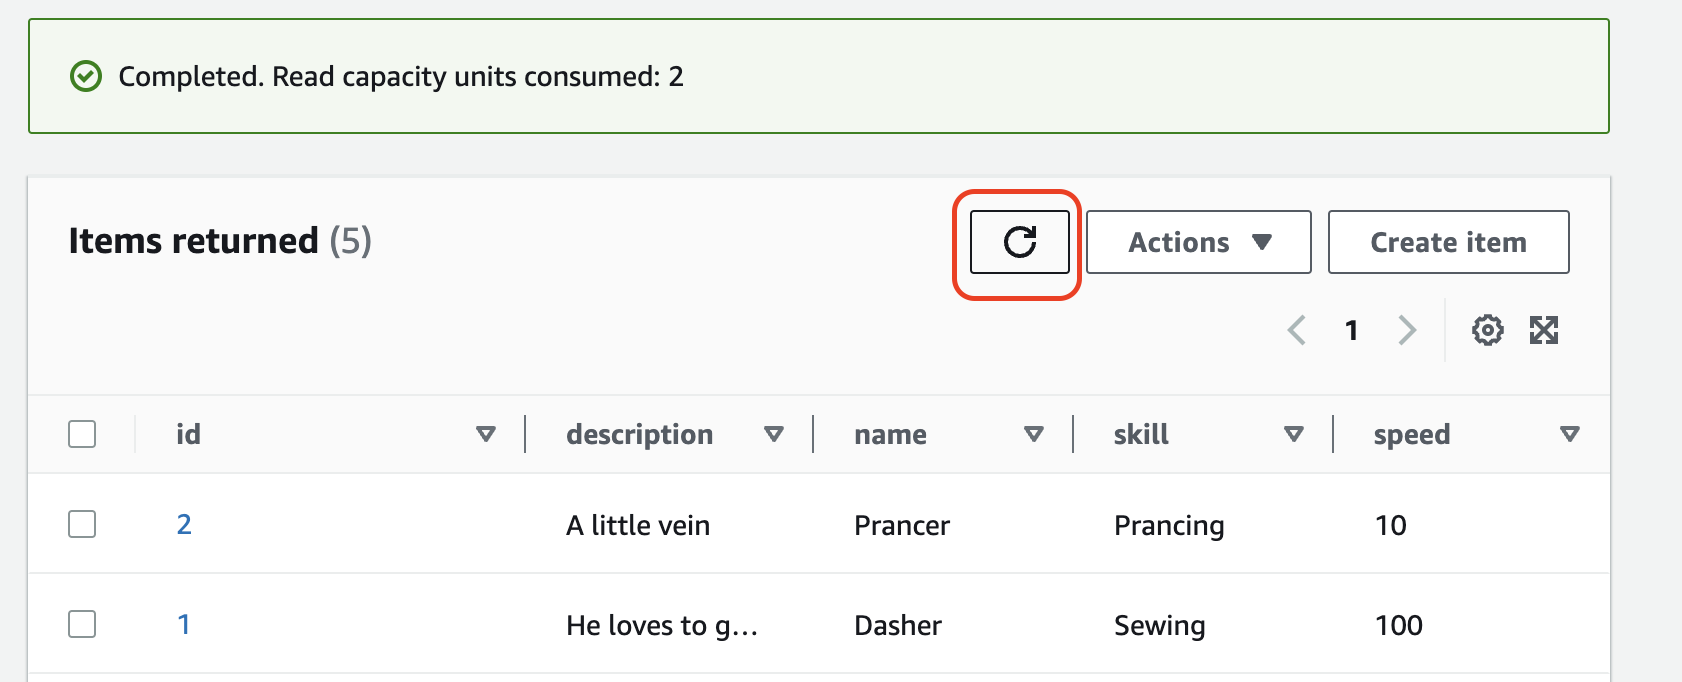 Completed. Read capacity units consumed: 2
Items returned (5)
Actions
Create item
1
id description name skill speed
2 A little vein Prancer Prancing 10
1 He loves to g... Dasher Sewing 100